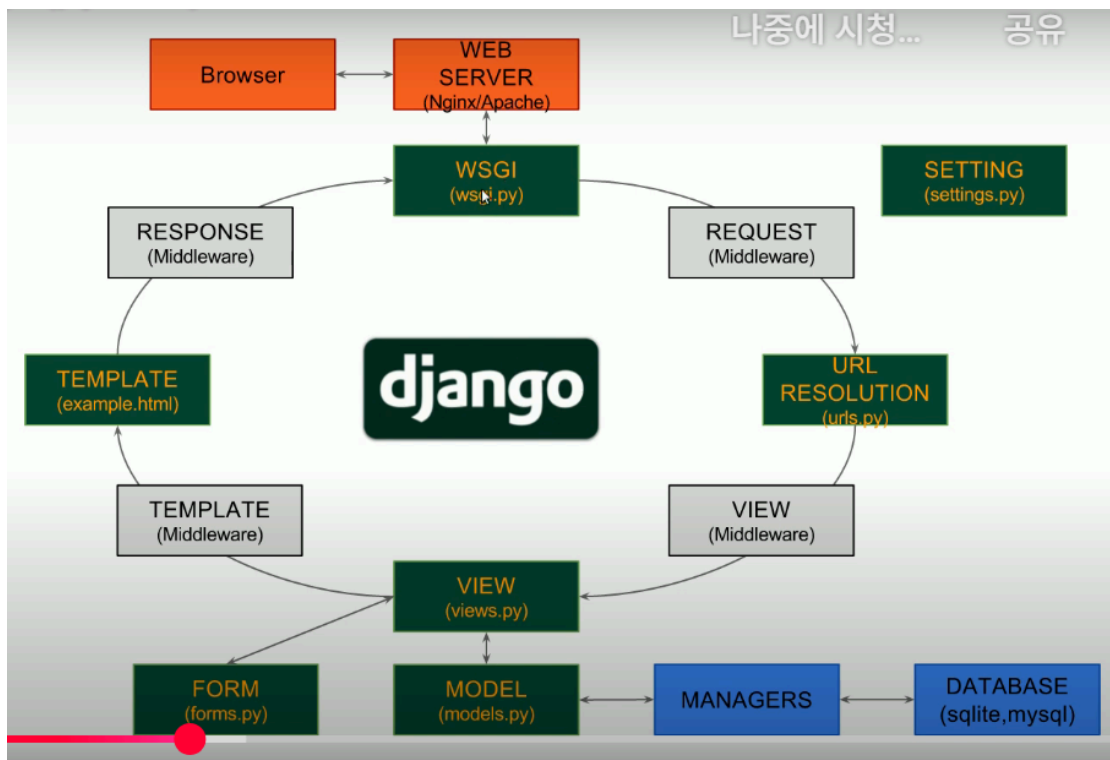 나중에 시청...
공유
Browser
WEB
SERVER
(Nginx/Apache)
WSGI
(wsgi.py)
SETTING
(settings.py)
RESPONSE
(Middleware)
REQUEST
(Middleware)
TEMPLATE
(example.html)
django
URL
RESOLUTION
(urls.py)
TEMPLATE
(Middleware)
VIEW
(Middleware)
VIEW
(views.py)
FORM
(forms.py)
MODEL
(models.py)
MANAGERS
DATABASE
(sqlite,mysql)